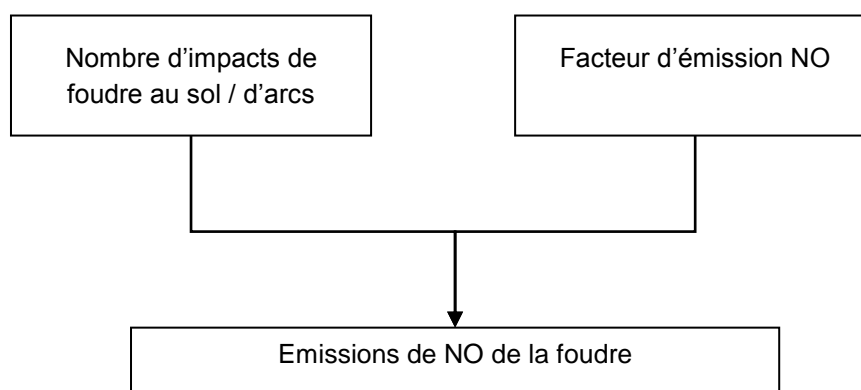 Nombre d’impacts de
foudre au sol / d’arcs
Facteur d’émission NO
Emissions de NO de la foudre